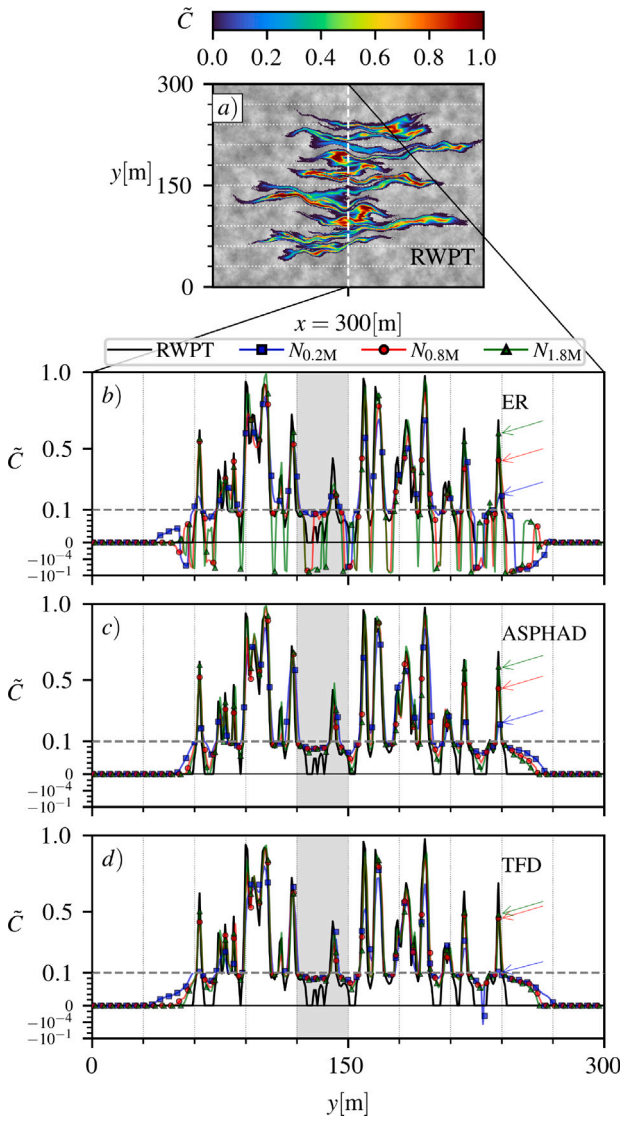 C̃
0.0 0.2 0.4 0.6 0.8 1.0
300
a)
y[m] 150
RWPT
0
x = 300[m]
RWPT N0.2M N0.8M N1.8M
1.0
b)
ER
C̃ 0.5
0.1
0
−10⁻⁴
−10⁻¹
1.0
c)
ASPHAD
C̃ 0.5
0.1
0
−10⁻⁴
−10⁻¹
1.0
d)
TFD
C̃ 0.5
0.1
0
−10⁻⁴
−10⁻¹
0 150 300
y[m]